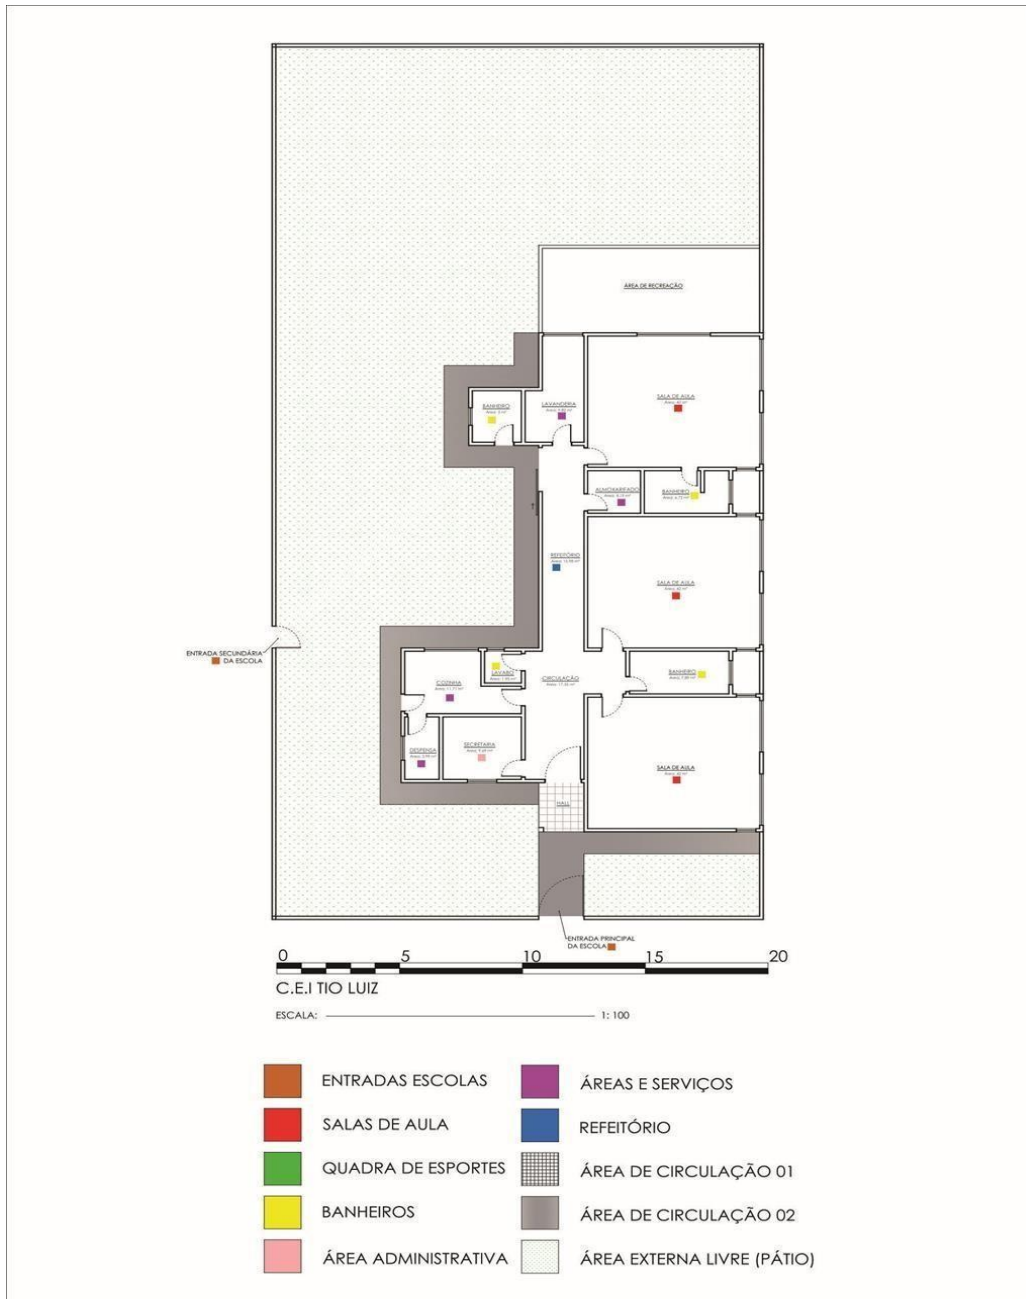 ÁREA DE RECREAÇÃO
SALA DE AULA
BANHEIRO
LAVANDERIA
ALMOXARIFADO
BANHEIRO
REFEITÓRIO
SALA DE AULA
ENTRADA SECUNDÁRIA
DA ESCOLA
LAVABO
COZINHA
CIRCULAÇÃO
BANHEIRO
SECRETARIA
DESPENSA
SALA DE AULA
HALL
ENTRADA PRINCIPAL
DA ESCOLA
0 5 10 15 20
C.E.I TIO LUIZ
ESCALA: 1: 100
ENTRADAS ESCOLAS
SALAS DE AULA
QUADRA DE ESPORTES
BANHEIROS
ÁREA ADMINISTRATIVA
ÁREAS E SERVIÇOS
REFEITÓRIO
ÁREA DE CIRCULAÇÃO 01
ÁREA DE CIRCULAÇÃO 02
ÁREA EXTERNA LIVRE (PÁTIO)